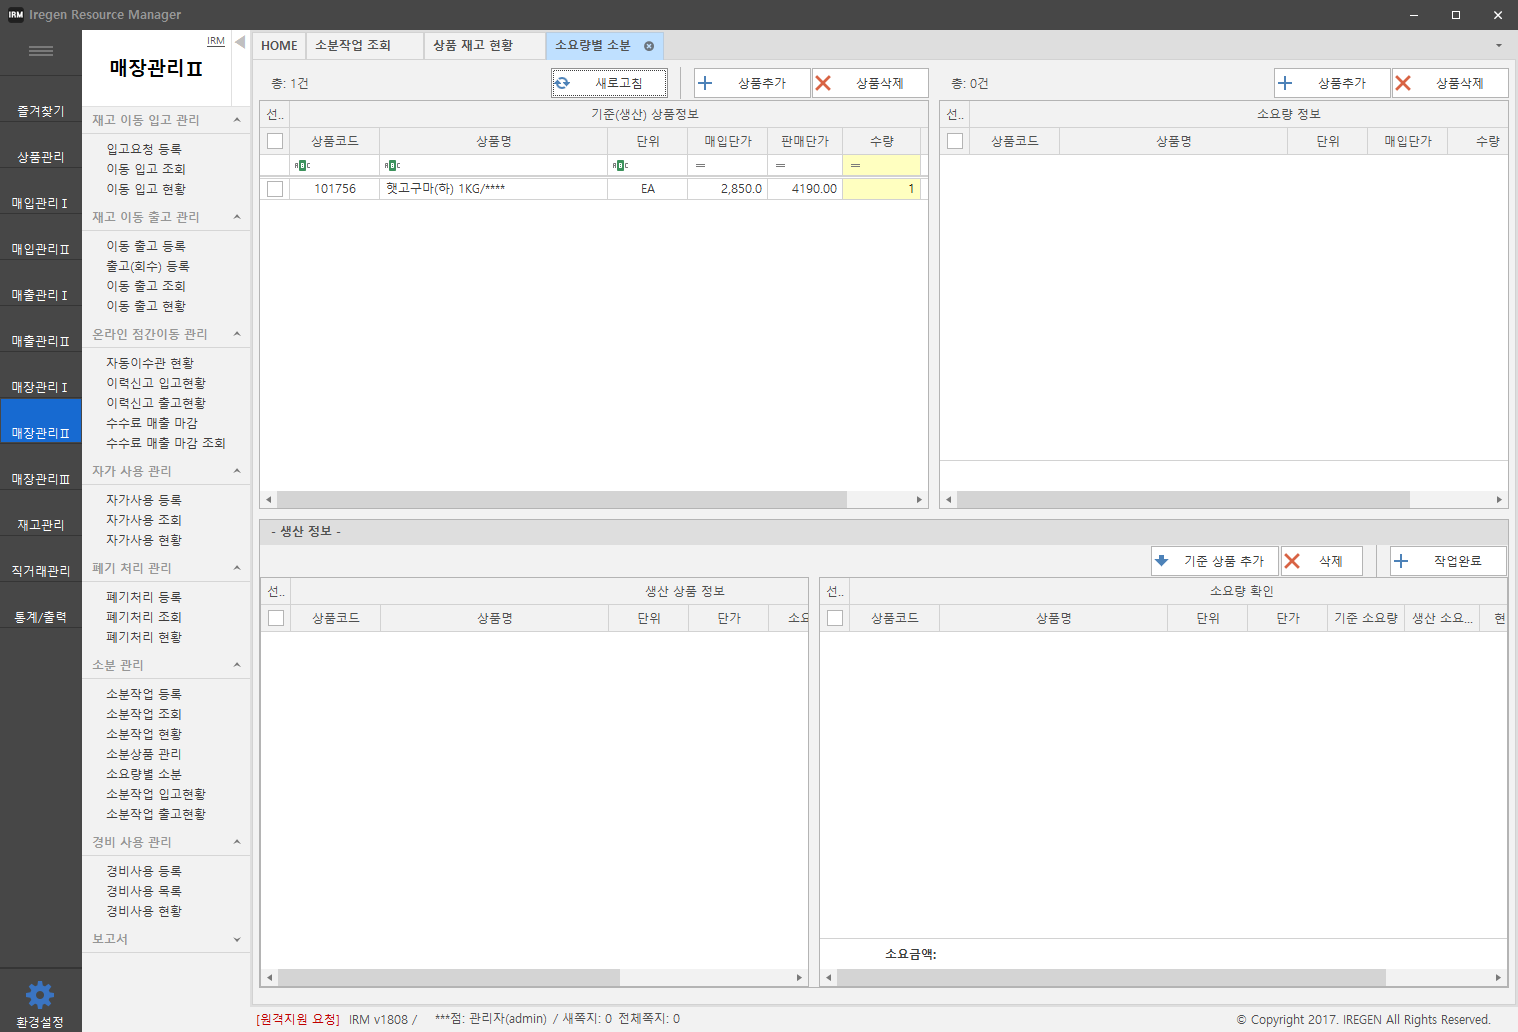 IRM Iregen Resource Manager
즐겨찾기
상품관리
매입관리 I
매입관리 II
매출관리 I
매출관리 II
매장관리 I
매장관리 II
매장관리 III
재고관리
직거래관리
통계/출력
환경설정
IRM
매장관리 II
재고 이동 입고 관리
입고요청 등록
이동 입고 조회
이동 입고 현황
재고 이동 출고 관리
이동 출고 등록
출고(회수) 등록
이동 출고 조회
이동 출고 현황
온라인 점간이동 관리
자동이수관 현황
이력신고 입고현황
이력신고 출고현황
수수료 매출 마감
수수료 매출 마감 조회
자가 사용 관리
자가사용 등록
자가사용 조회
자가사용 현황
폐기 처리 관리
폐기처리 등록
폐기처리 조회
폐기처리 현황
소분 관리
소분작업 등록
소분작업 조회
소분작업 현황
소분상품 관리
소요량별 소분
소분작업 입고현황
소분작업 출고현황
경비 사용 관리
경비사용 등록
경비사용 목록
경비사용 현황
보고서
HOME 소분작업 조회 상품 재고 현황 소요량별 소분
총: 1건 새로고침 상품추가 상품삭제
선.. 기준(생산) 상품정보
상품코드 상품명 단위 매입단가 판매단가 수량
ABC ABC ABC = = =
101756 햇고구마(하) 1KG/**** EA 2,850.0 4190.00 1
총: 0건 상품추가 상품삭제
선.. 소요량 정보
상품코드 상품명 단위 매입단가 수량
- 생산 정보 -
기준 상품 추가 삭제 작업완료
선.. 생산 상품 정보
상품코드 상품명 단위 단가 소요
선.. 소요량 확인
상품코드 상품명 단위 단가 기준 소요량 생산 소요... 현
소요금액:
[원격지원 요청] IRM v1808 / ***점: 관리자(admin) / 새쪽지: 0 전체쪽지: 0
© Copyright 2017. IREGEN All Rights Reserved.